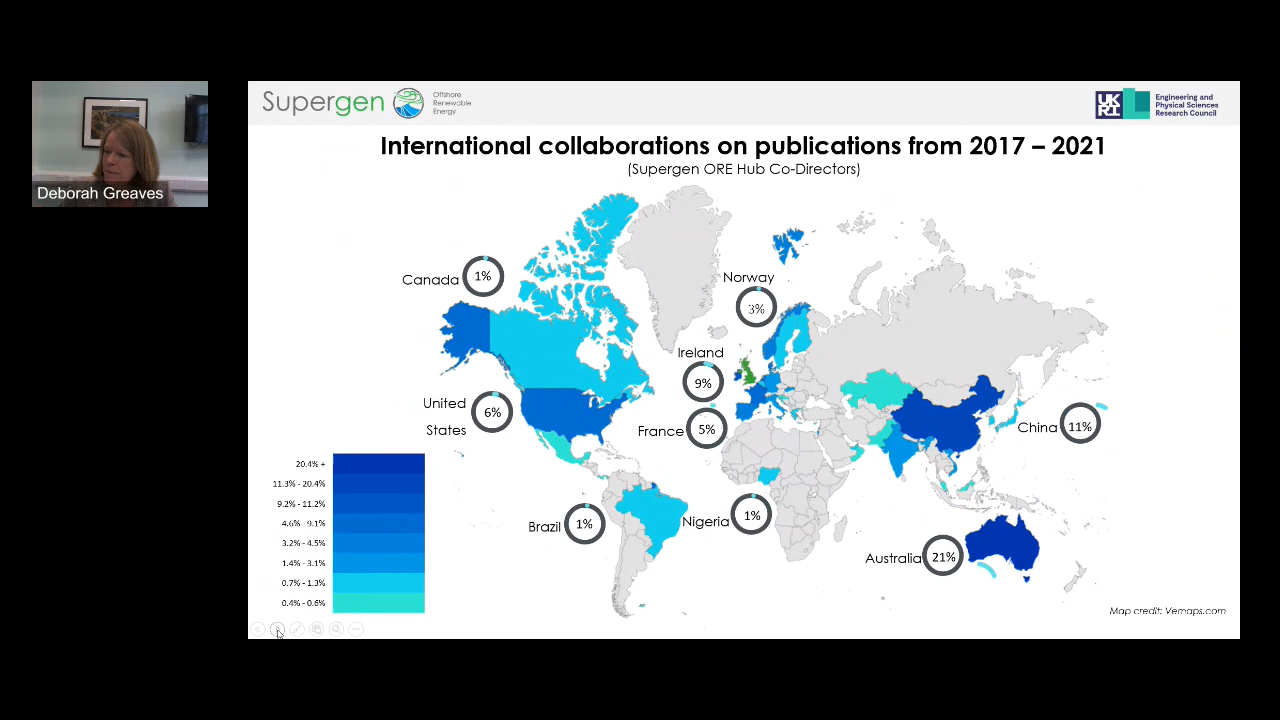 Deborah Greaves
Supergen
Offshore
Renewable
Energy
UK
RI
Engineering and
Physical Sciences
Research Council
International collaborations on publications from 2017 – 2021
(Supergen ORE Hub Co-Directors)
Canada
1%
Norway
3%
Ireland
9%
United
States
6%
France
5%
China
11%
Brazil
1%
Nigeria
1%
Australia
21%
20.4% +
11.3% - 20.4%
9.2% - 11.2%
4.6% - 9.1%
3.2% - 4.5%
1.4% - 3.1%
0.7% - 1.3%
0.4% - 0.6%
Map credit: Vemaps.com